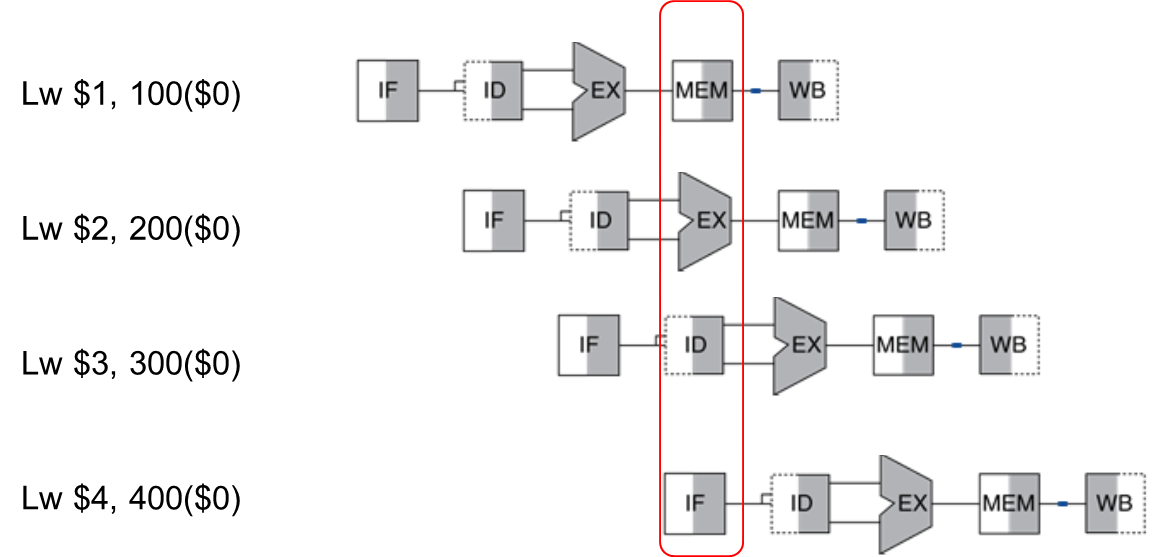 Lw $1, 100($0) IF ID EX MEM WB
Lw $2, 200($0) IF ID EX MEM WB
Lw $3, 300($0) IF ID EX MEM WB
Lw $4, 400($0) IF ID EX MEM WB